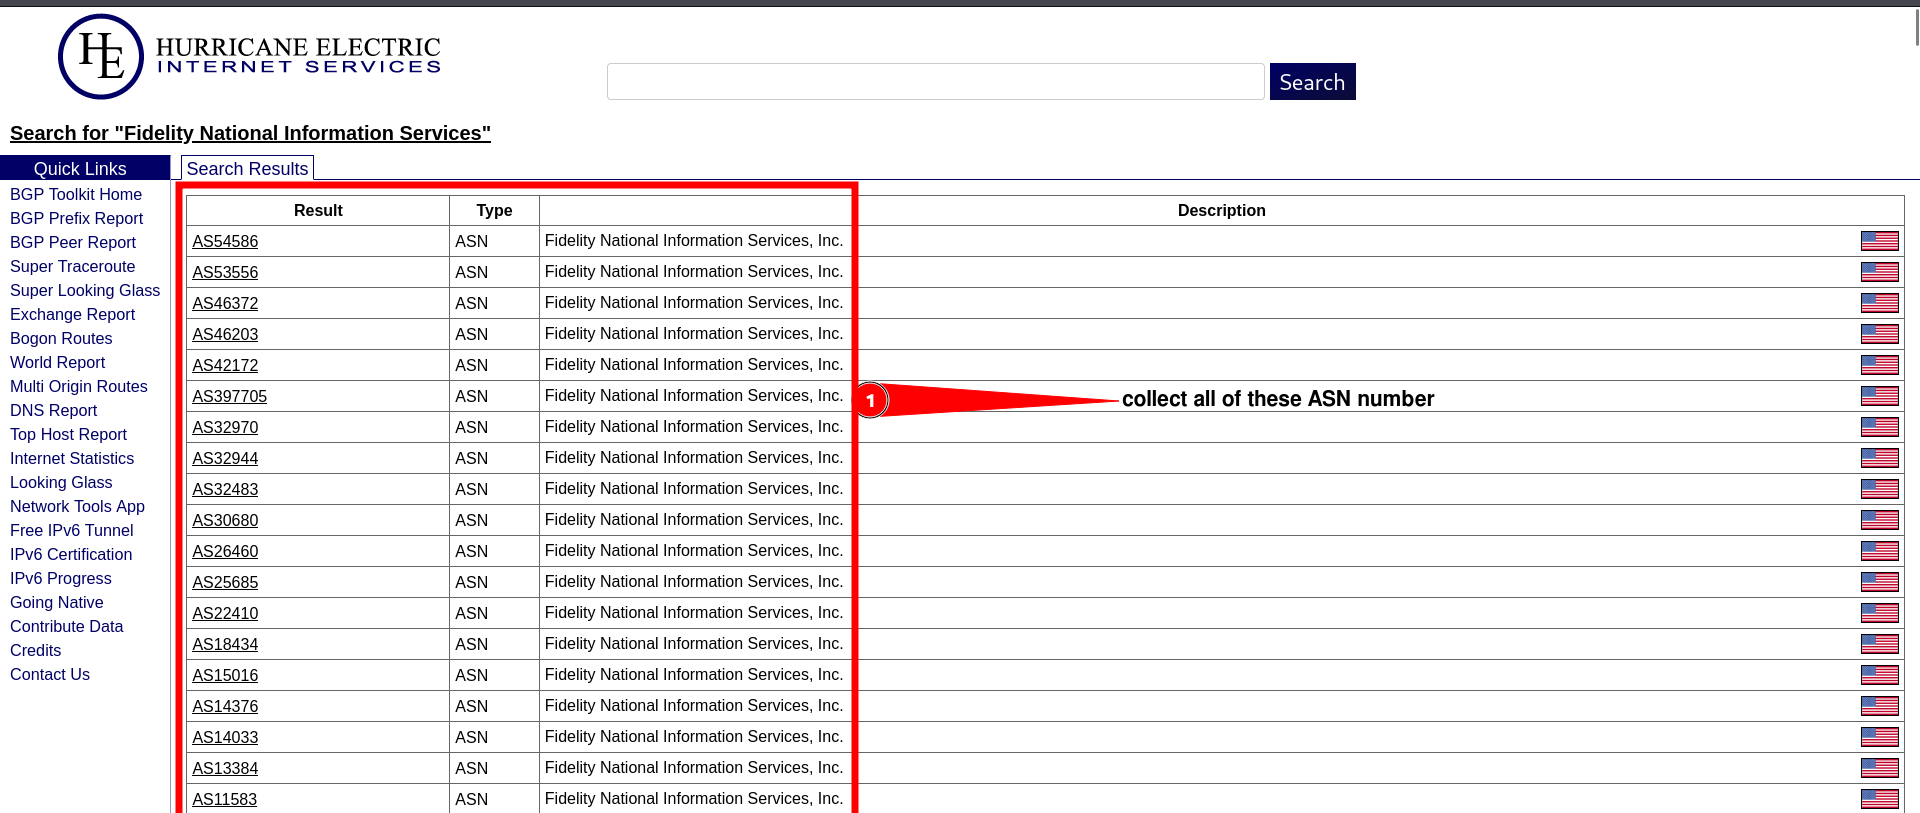 HE
HURRICANE ELECTRIC
INTERNET SERVICES
Search
Search for "Fidelity National Information Services"
Quick Links
BGP Toolkit Home
BGP Prefix Report
BGP Peer Report
Super Traceroute
Super Looking Glass
Exchange Report
Bogon Routes
World Report
Multi Origin Routes
DNS Report
Top Host Report
Internet Statistics
Looking Glass
Network Tools App
Free IPv6 Tunnel
IPv6 Certification
IPv6 Progress
Going Native
Contribute Data
Credits
Contact Us
Search Results
Result Type Description
AS54586 ASN Fidelity National Information Services, Inc.
AS53556 ASN Fidelity National Information Services, Inc.
AS46372 ASN Fidelity National Information Services, Inc.
AS46203 ASN Fidelity National Information Services, Inc.
AS42172 ASN Fidelity National Information Services, Inc.
AS397705 ASN Fidelity National Information Services, Inc.
1 collect all of these ASN number
AS32970 ASN Fidelity National Information Services, Inc.
AS32944 ASN Fidelity National Information Services, Inc.
AS32483 ASN Fidelity National Information Services, Inc.
AS30680 ASN Fidelity National Information Services, Inc.
AS26460 ASN Fidelity National Information Services, Inc.
AS25685 ASN Fidelity National Information Services, Inc.
AS22410 ASN Fidelity National Information Services, Inc.
AS18434 ASN Fidelity National Information Services, Inc.
AS15016 ASN Fidelity National Information Services, Inc.
AS14376 ASN Fidelity National Information Services, Inc.
AS14033 ASN Fidelity National Information Services, Inc.
AS13384 ASN Fidelity National Information Services, Inc.
AS11583 ASN Fidelity National Information Services, Inc.